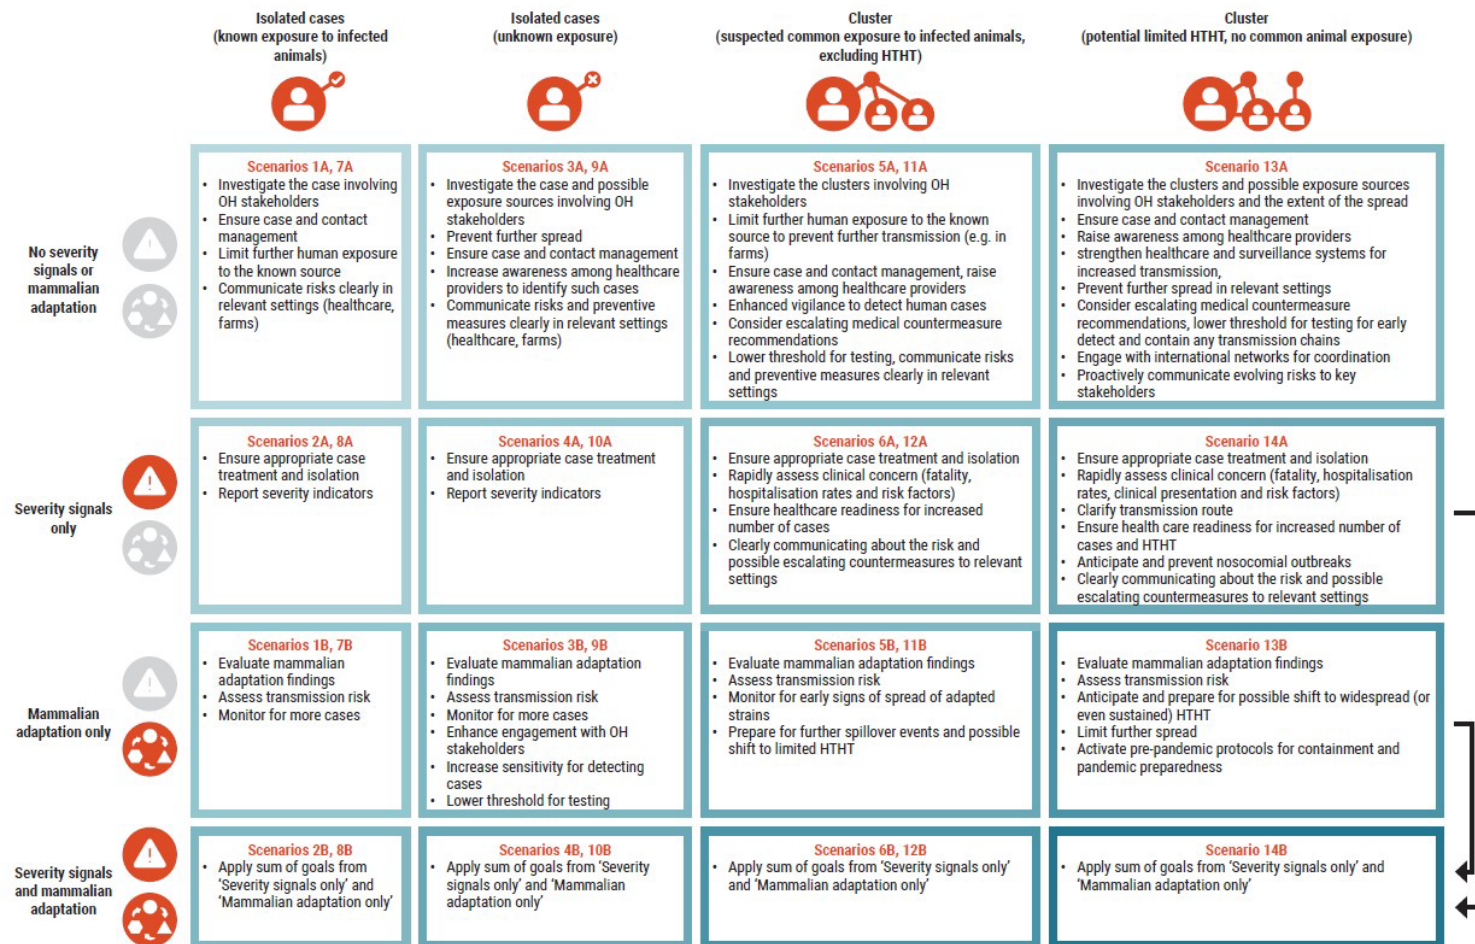 Isolated cases
(known exposure to infected
animals)
Isolated cases
(unknown exposure)
Cluster
(suspected common exposure to infected animals,
excluding HTHT)
Cluster
(potential limited HTHT, no common animal exposure)
No severity
signals or
mammalian
adaptation
Scenarios 1A, 7A
• Investigate the case involving
OH stakeholders
• Ensure case and contact
management
• Limit further human exposure
to the known source
• Communicate risks clearly in
relevant settings (healthcare,
farms)
Scenarios 3A, 9A
• Investigate the case and possible
exposure sources involving OH
stakeholders
• Prevent further spread
• Ensure case and contact management
• Increase awareness among healthcare
providers to identify such cases
• Communicate risks and preventive
measures clearly in relevant settings
(healthcare, farms)
Scenarios 5A, 11A
• Investigate the clusters involving OH
stakeholders
• Limit further human exposure to the known
source to prevent further transmission (e.g. in
farms)
• Ensure case and contact management, raise
awareness among healthcare providers
• Enhanced vigilance to detect human cases
• Consider escalating medical countermeasure
recommendations
• Lower threshold for testing, communicate risks
and preventive measures clearly in relevant
settings
Scenario 13A
• Investigate the clusters and possible exposure sources
involving OH stakeholders and the extent of the spread
• Ensure case and contact management
• Raise awareness among healthcare providers
• strengthen healthcare and surveillance systems for
increased transmission,
• Prevent further spread in relevant settings
• Consider escalating medical countermeasure
recommendations, lower threshold for testing for early
detect and contain any transmission chains
• Engage with international networks for coordination
• Proactively communicate evolving risks to key
stakeholders
Severity signals
only
Scenarios 2A, 8A
• Ensure appropriate case
treatment and isolation
• Report severity indicators
Scenarios 4A, 10A
• Ensure appropriate case treatment
and isolation
• Report severity indicators
Scenarios 6A, 12A
• Ensure appropriate case treatment and isolation
• Rapidly assess clinical concern (fatality,
hospitalisation rates and risk factors)
• Ensure healthcare readiness for increased
number of cases
• Clearly communicating about the risk and
possible escalating countermeasures to relevant
settings
Scenario 14A
• Ensure appropriate case treatment and isolation
• Rapidly assess clinical concern (fatality, hospitalisation
rates, clinical presentation and risk factors)
• Clarify transmission route
• Ensure health care readiness for increased number of
cases and HTHT
• Anticipate and prevent nosocomial outbreaks
• Clearly communicating about the risk and possible
escalating countermeasures to relevant settings
Mammalian
adaptation only
Scenarios 1B, 7B
• Evaluate mammalian
adaptation findings
• Assess transmission risk
• Monitor for more cases
Scenarios 3B, 9B
• Evaluate mammalian adaptation
findings
• Assess transmission risk
• Monitor for more cases
• Enhance engagement with OH
stakeholders
• Increase sensitivity for detecting
cases
• Lower threshold for testing
Scenarios 5B, 11B
• Evaluate mammalian adaptation findings
• Assess transmission risk
• Monitor for early signs of spread of adapted
strains
• Prepare for further spillover events and possible
shift to limited HTHT
Scenario 13B
• Evaluate mammalian adaptation findings
• Assess transmission risk
• Anticipate and prepare for possible shift to widespread (or
even sustained) HTHT
• Limit further spread
• Activate pre-pandemic protocols for containment and
pandemic preparedness
Severity signals
and mammalian
adaptation
Scenarios 2B, 8B
• Apply sum of goals from
‘Severity signals only’ and
‘Mammalian adaptation only’
Scenarios 4B, 10B
• Apply sum of goals from ‘Severity
signals only’ and ‘Mammalian
adaptation only’
Scenarios 6B, 12B
• Apply sum of goals from ‘Severity signals only’
and ‘Mammalian adaptation only’
Scenario 14B
• Apply sum of goals from ‘Severity signals only’ and
‘Mammalian adaptation only’